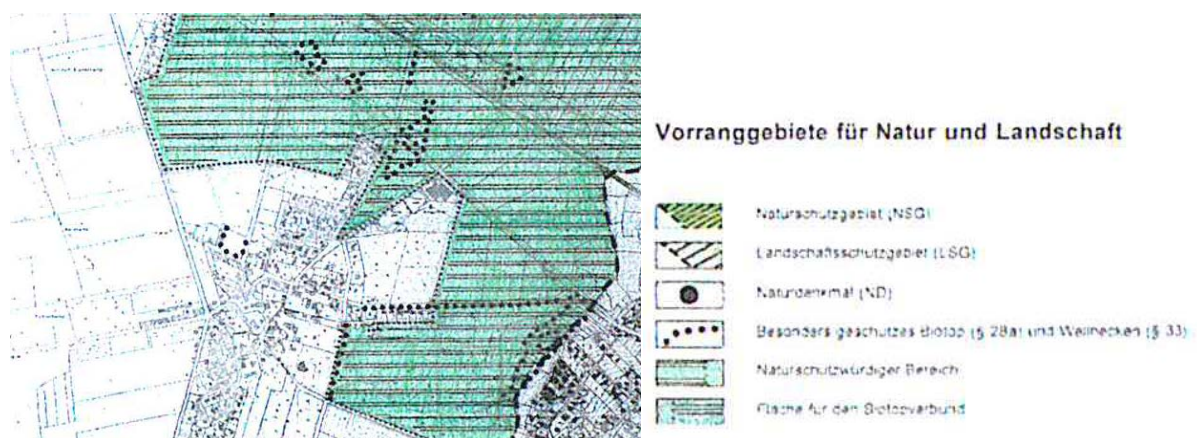 Vorranggebiete für Natur und Landschaft
Naturschutzgebiet (NSG)
Landschaftsschutzgebiet (LSG)
Naturdenkmal (ND)
Besonders geschütztes Biotop (§ 28a) und Wallhecken (§ 33)
Naturschutzwürdiger Bereich
Fläche für den Biotopverbund